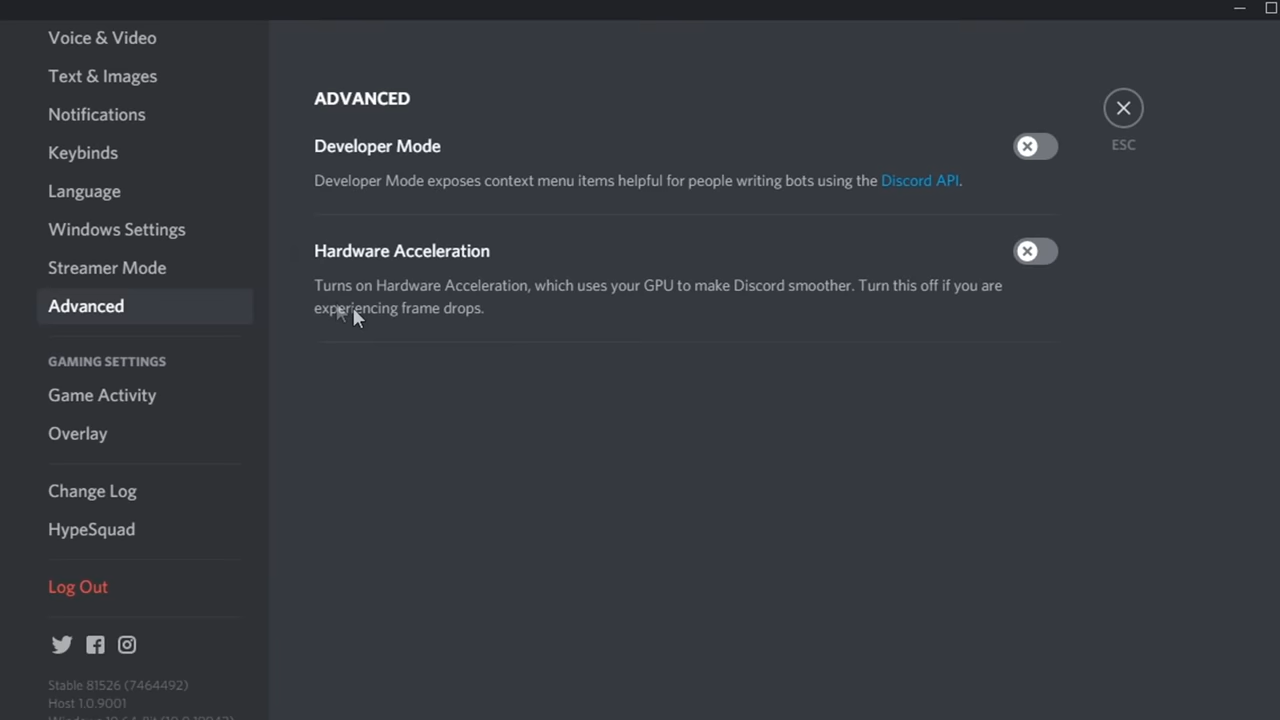 Voice & Video
Text & Images
Notifications
Keybinds
Language
Windows Settings
Streamer Mode
Advanced
GAMING SETTINGS
Game Activity
Overlay
Change Log
HypeSquad
Log Out
Stable 81526 (7464492)
Host 1.0.9001
ADVANCED
Developer Mode
Developer Mode exposes context menu items helpful for people writing bots using the Discord API.
Hardware Acceleration
Turns on Hardware Acceleration, which uses your GPU to make Discord smoother. Turn this off if you are
experiencing frame drops.
ESC